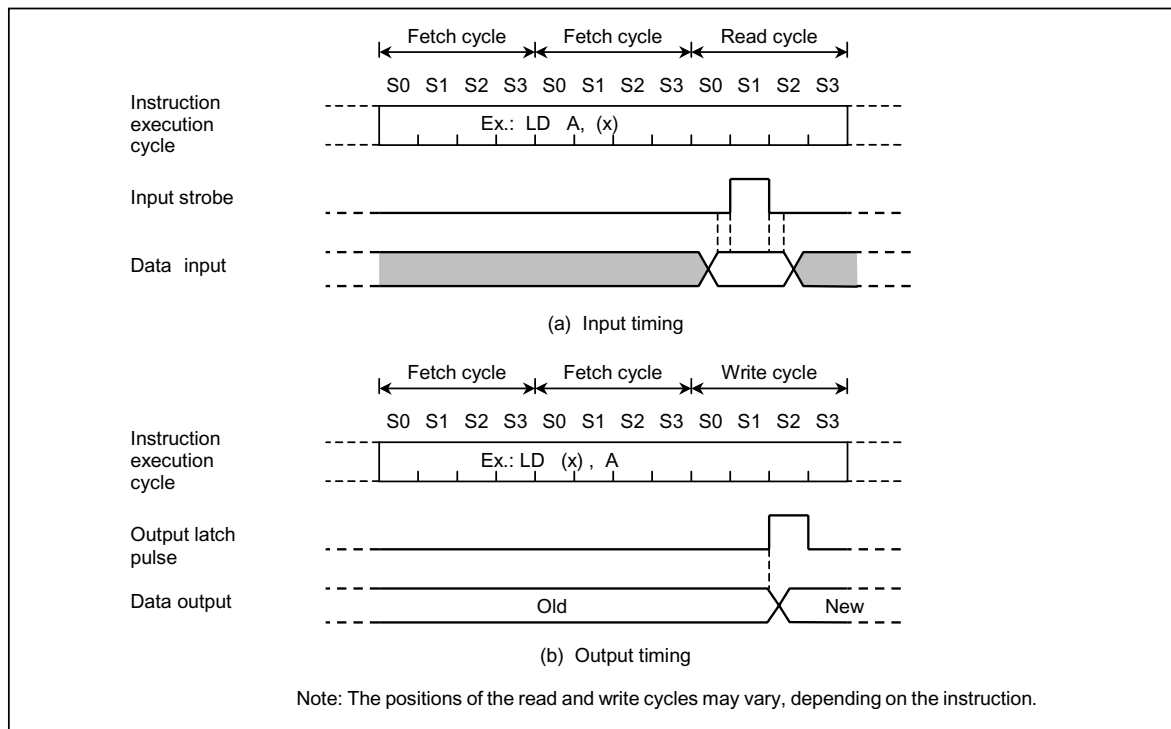 Fetch cycle Fetch cycle Read cycle
S0 S1 S2 S3 S0 S1 S2 S3 S0 S1 S2 S3
Instruction
execution
cycle
Ex.: LD A, (x)
Input strobe
Data input
(a) Input timing
Fetch cycle Fetch cycle Write cycle
S0 S1 S2 S3 S0 S1 S2 S3 S0 S1 S2 S3
Instruction
execution
cycle
Ex.: LD (x) , A
Output latch
pulse
Data output
Old New
(b) Output timing
Note: The positions of the read and write cycles may vary, depending on the instruction.